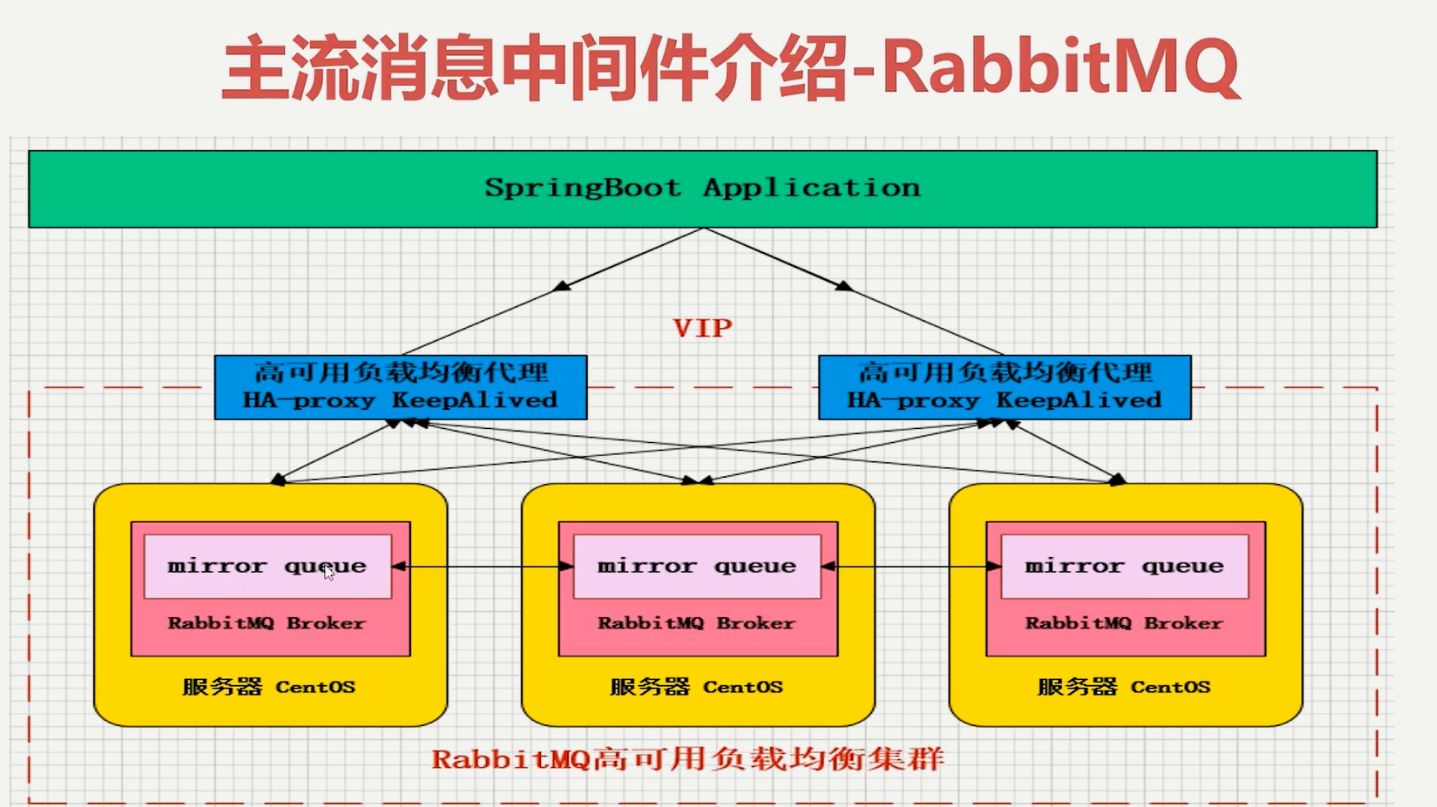 主流消息中间件介绍-RabbitMQ
SpringBoot Application
VIP
高可用负载均衡代理
HA-proxy KeepAlived
高可用负载均衡代理
HA-proxy KeepAlived
mirror queue
RabbitMQ Broker
服务器 CentOS
mirror queue
RabbitMQ Broker
服务器 CentOS
mirror queue
RabbitMQ Broker
服务器 CentOS
RabbitMQ高可用负载均衡集群